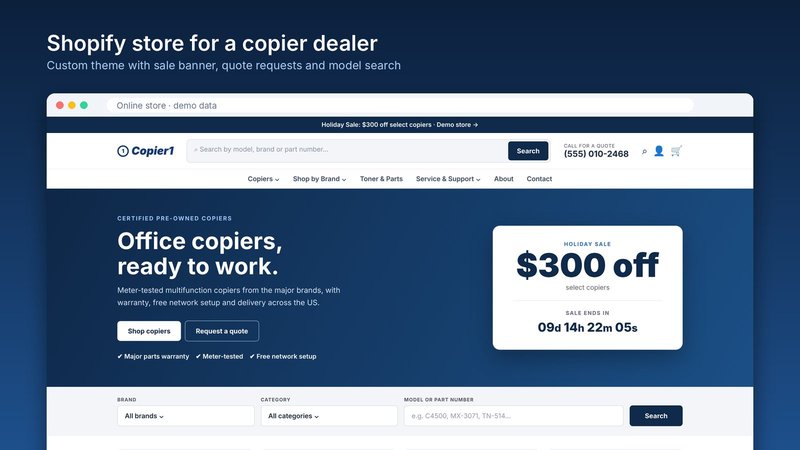 Shopify store for a copier dealer
Custom theme with sale banner, quote requests and model search
Online store · demo data
Holiday Sale: $300 off select copiers · Demo store →
1 Copier1
Search by model, brand or part number...
Search
CALL FOR A QUOTE
(555) 010-2468
Copiers
Shop by Brand
Toner & Parts
Service & Support
About
Contact
CERTIFIED PRE-OWNED COPIERS
Office copiers,
ready to work.
Meter-tested multifunction copiers from the major brands, with
warranty, free network setup and delivery across the US.
Shop copiers
Request a quote
✔ Major parts warranty ✔ Meter-tested ✔ Free network setup
HOLIDAY SALE
$300 off
select copiers
SALE ENDS IN
09d 14h 22m 05s
BRAND
All brands
CATEGORY
All categories
MODEL OR PART NUMBER
e.g. C4500, MX-3071, TN-514...
Search